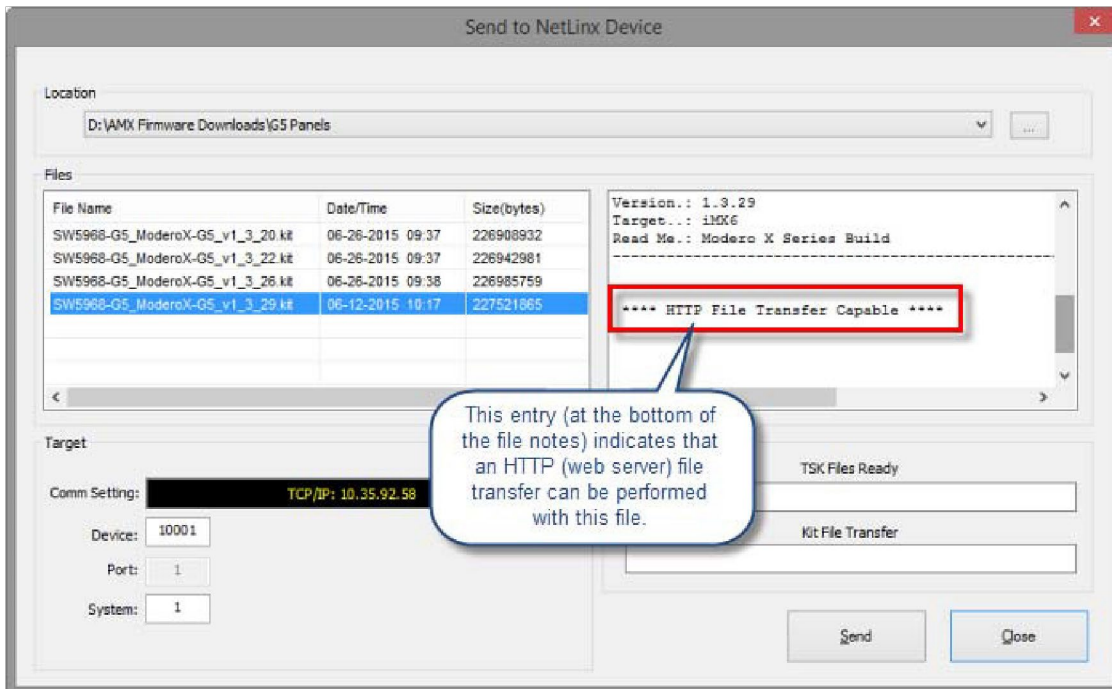 Send to NetLinx Device
Location
D:\AMX Firmware Downloads\G5 Panels
...
Files
File Name Date/Time Size(bytes)
SW5968-G5_ModeroX-G5_v1_3_20.kit 06-26-2015 09:37 226908932
SW5968-G5_ModeroX-G5_v1_3_22.kit 06-26-2015 09:37 226942981
SW5968-G5_ModeroX-G5_v1_3_26.kit 06-26-2015 09:38 226985759
SW5968-G5_ModeroX-G5_v1_3_29.kit 06-12-2015 10:17 227521865
Version.: 1.3.29
Target..: iMX6
Read Me.: Modero X Series Build
------------------------------------------------------
**** HTTP File Transfer Capable ****
This entry (at the bottom of
the file notes) indicates that
an HTTP (web server) file
transfer can be performed
with this file.
Target
Comm Setting: TCP/IP: 10.35.92.58
Device: 10001
Port: 1
System: 1
TSK Files Ready
Kit File Transfer
Send
Close